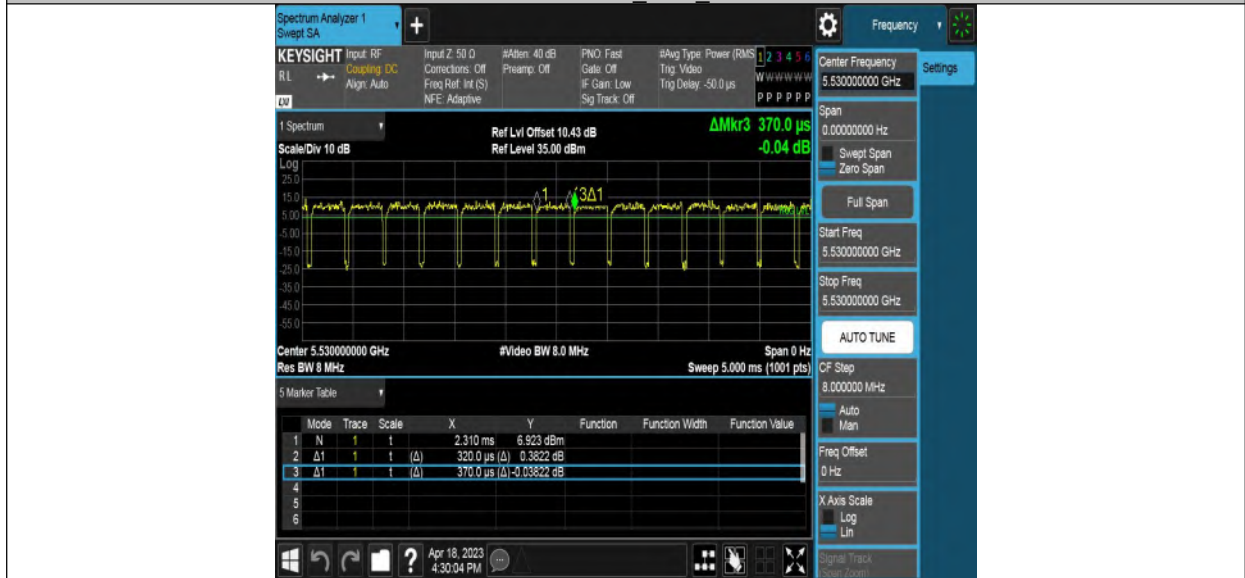 Spectrum Analyzer 1
Swept SA
+
Frequency
KEYSIGHT
RL
Input: RF
Coupling: DC
Align: Auto
Input Z: 50 Ω
Corrections: Off
Freq Ref: Int (S)
NFE: Adaptive
#Atten: 40 dB
Preamp: Off
PNO: Fast
Gate: Off
IF Gain: Low
Sig Track: Off
#Avg Type: Power (RMS
Trig: Video
Trig Delay: -50.0 µs
1 2 3 4 5 6
W W W W W W
P P P P P P
1 Spectrum
Scale/Div 10 dB
Ref Lvl Offset 10.43 dB
Ref Level 35.00 dBm
ΔMkr3 370.0 µs
-0.04 dB
Log
25.0
15.0
5.00
-5.00
-15.0
-25.0
-35.0
-45.0
-55.0
1
3Δ1
Center 5.530000000 GHz
#Video BW 8.0 MHz
Span 0 Hz
Res BW 8 MHz
Sweep 5.000 ms (1001 pts)
5 Marker Table
Mode Trace Scale X Y Function Function Width Function Value
1 N 1 t 2.310 ms 6.923 dBm
2 Δ1 1 t (Δ) 320.0 µs (Δ) 0.3822 dB
3 Δ1 1 t (Δ) 370.0 µs (Δ) -0.03822 dB
4
5
6
?
Apr 18, 2023
4:30:04 PM
Center Frequency
5.530000000 GHz
Settings
Span
0.00000000 Hz
Swept Span
Zero Span
Full Span
Start Freq
5.530000000 GHz
Stop Freq
5.530000000 GHz
AUTO TUNE
CF Step
8.000000 MHz
Auto
Man
Freq Offset
0 Hz
X Axis Scale
Log
Lin
Signal Track
(Span Zoom)